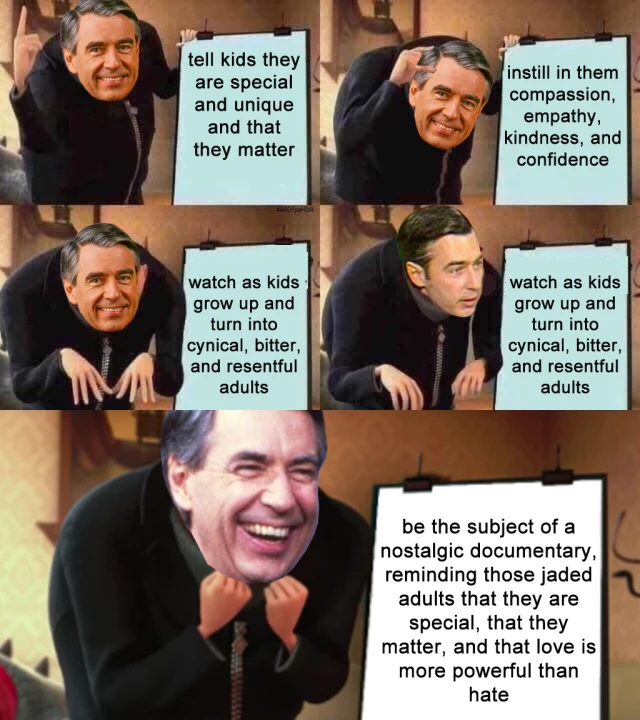 tell kids they
are special
and unique
and that
they matter
instill in them
compassion,
empathy,
kindness, and
confidence
watch as kids
grow up and
turn into
cynical, bitter,
and resentful
adults
watch as kids
grow up and
turn into
cynical, bitter,
and resentful
adults
be the subject of a
nostalgic documentary,
reminding those jaded
adults that they are
special, that they
matter, and that love is
more powerful than
hate